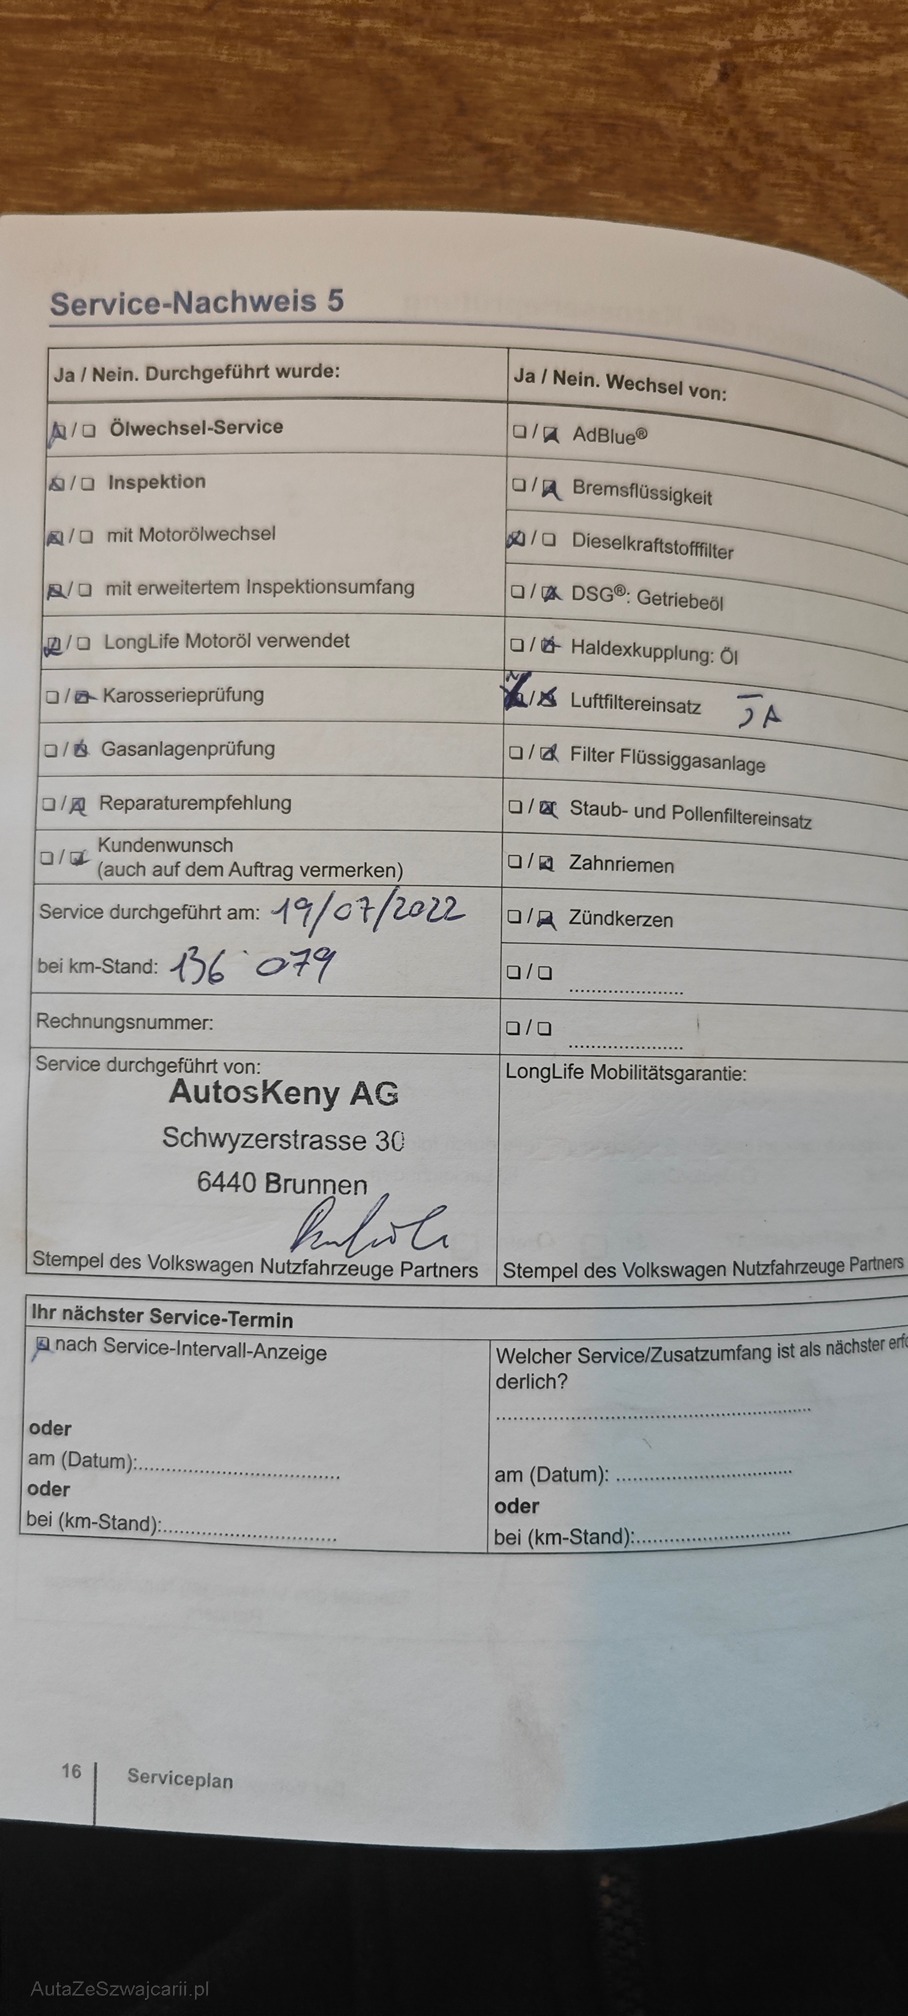 Service-Nachweis 5
Ja / Nein. Durchgeführt wurde:
Ölwechsel-Service
Inspektion
mit Motorölwechsel
mit erweitertem Inspektionsumfang
LongLife Motoröl verwendet
Karosserieprüfung
Gasanlagenprüfung
Reparaturempfehlung
Kundenwunsch
(auch auf dem Auftrag vermerken)
Service durchgeführt am: 19/07/2022
bei km-Stand: 136 079
Rechnungsnummer:
Service durchgeführt von:
AutosKeny AG
Schwyzerstrasse 30
6440 Brunnen
Stempel des Volkswagen Nutzfahrzeuge Partners
Ja / Nein. Wechsel von:
AdBlue®
Bremsflüssigkeit
Dieselkraftstofffilter
DSG®: Getriebeöl
Haldexkupplung: Öl
Luftfiltereinsatz JA
Filter Flüssiggasanlage
Staub- und Pollenfiltereinsatz
Zahnriemen
Zündkerzen
LongLife Mobilitätsgarantie:
Stempel des Volkswagen Nutzfahrzeuge Partners
Ihr nächster Service-Termin
nach Service-Intervall-Anzeige
oder
am (Datum):
oder
bei (km-Stand):
Welcher Service/Zusatzumfang ist als nächster erfo
derlich?
am (Datum):
oder
bei (km-Stand):
16 Serviceplan
AutaZeSzwajcarii.pl